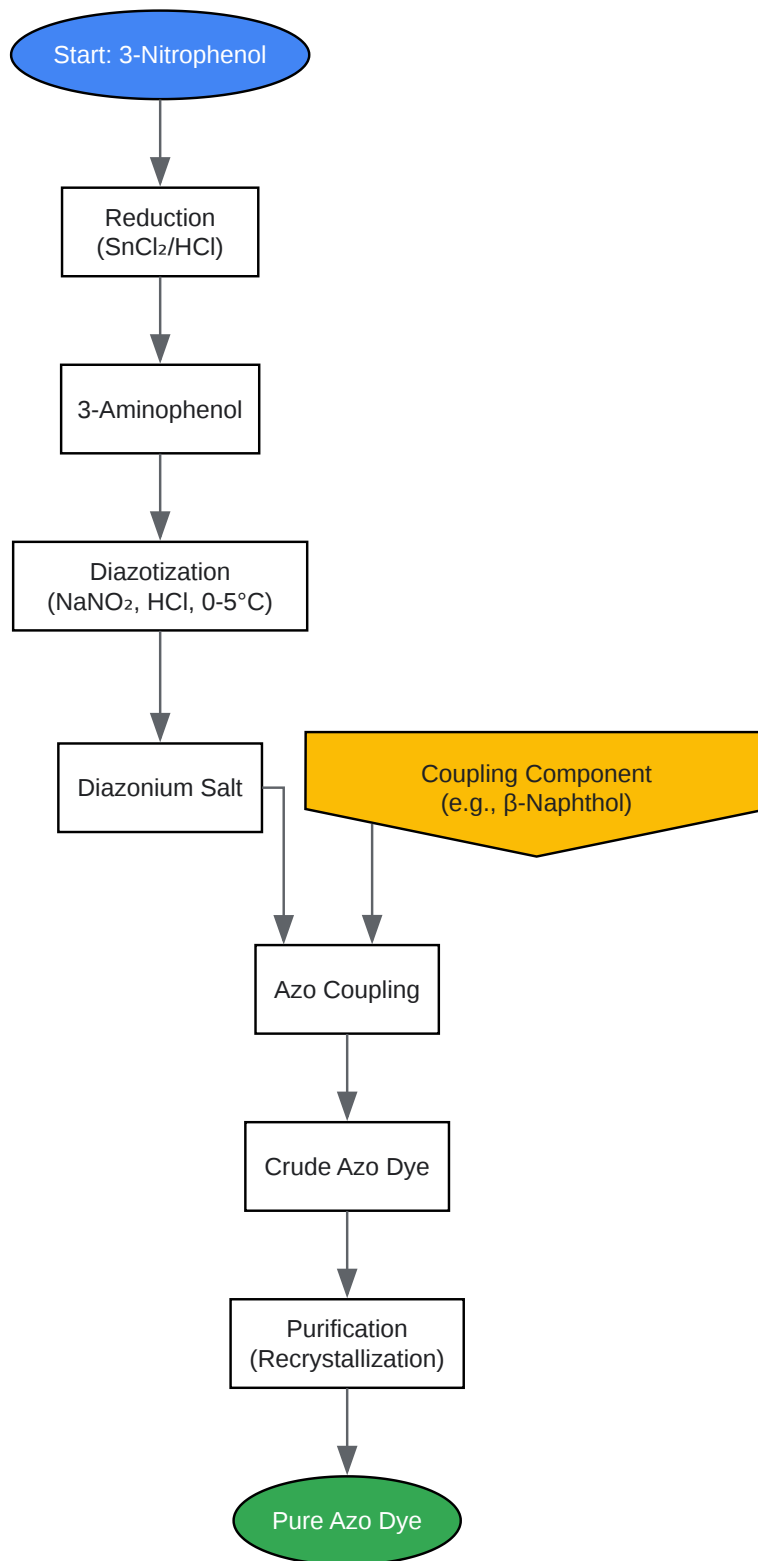 Start: 3-Nitrophenol
Reduction
(SnCl₂/HCl)
3-Aminophenol
Diazotization
(NaNO₂, HCl, 0-5°C)
Diazonium Salt
Coupling Component
(e.g., β-Naphthol)
Azo Coupling
Crude Azo Dye
Purification
(Recrystallization)
Pure Azo Dye